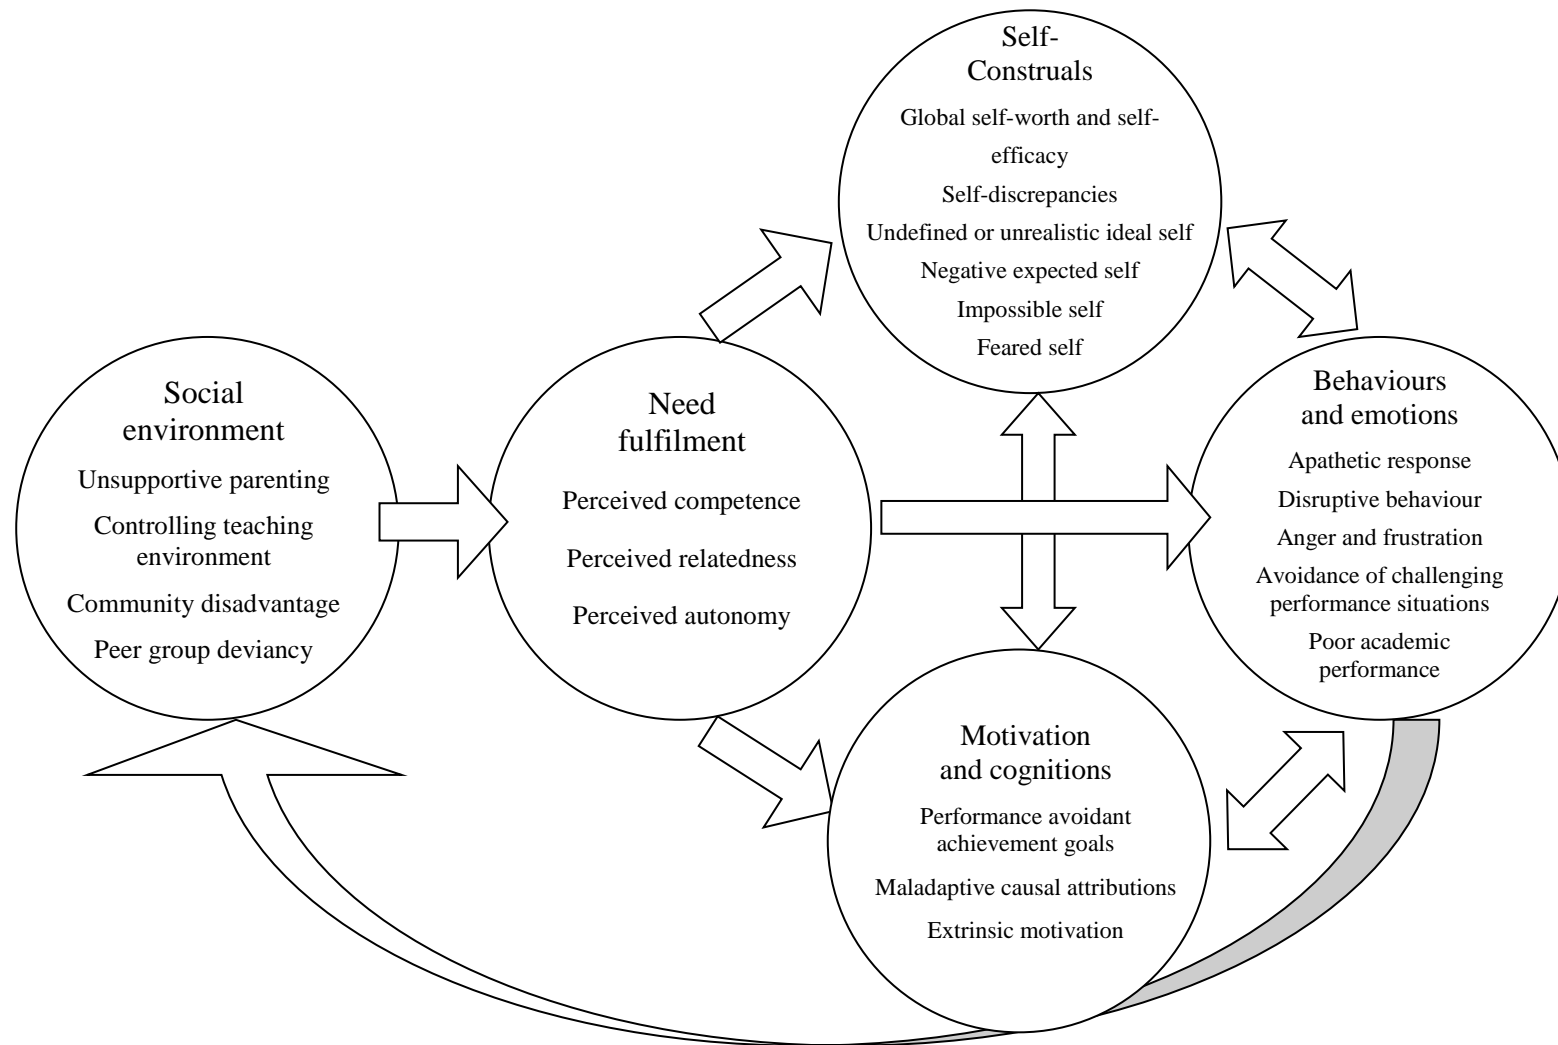 Self-
Construals
Global self-worth and self-
efficacy
Self-discrepancies
Undefined or unrealistic ideal self
Negative expected self
Impossible self
Feared self
Social
environment
Unsupportive parenting
Controlling teaching
environment
Community disadvantage
Peer group deviancy
Need
fulfilment
Perceived competence
Perceived relatedness
Perceived autonomy
Behaviours
and emotions
Apathetic response
Disruptive behaviour
Anger and frustration
Avoidance of challenging
performance situations
Poor academic
performance
Motivation
and cognitions
Performance avoidant
achievement goals
Maladaptive causal attributions
Extrinsic motivation